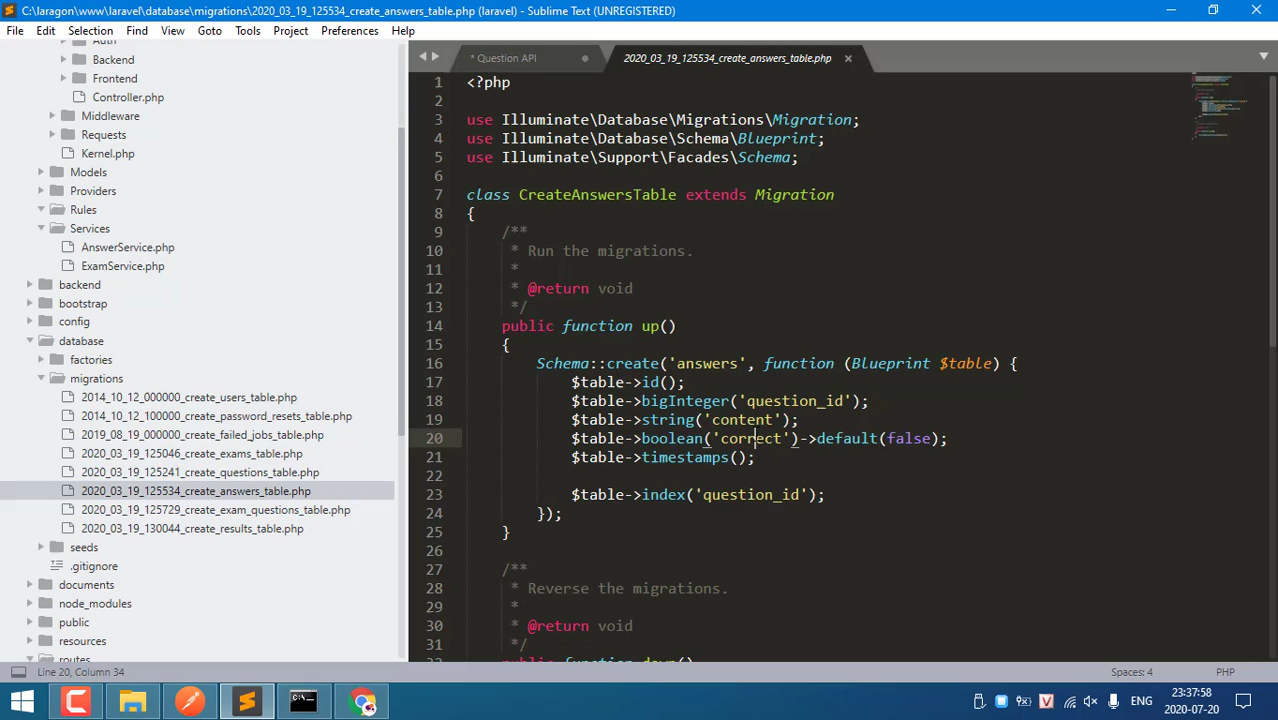 C:\laragon\www\laravel\database\migrations\2020_03_19_125534_create_answers_table.php (laravel) - Sublime Text (UNREGISTERED)
File Edit Selection Find View Goto Tools Project Preferences Help
Auth
Backend
Frontend
Controller.php
Middleware
Requests
Kernel.php
Models
Providers
Rules
Services
AnswerService.php
ExamService.php
backend
bootstrap
config
database
factories
migrations
2014_10_12_000000_create_users_table.php
2014_10_12_100000_create_password_resets_table.php
2019_08_19_000000_create_failed_jobs_table.php
2020_03_19_125046_create_exams_table.php
2020_03_19_125241_create_questions_table.php
2020_03_19_125534_create_answers_table.php
2020_03_19_125729_create_exam_questions_table.php
2020_03_19_130044_create_results_table.php
seeds
.gitignore
documents
node_modules
public
resources
routes
* Question API
2020_03_19_125534_create_answers_table.php
1 <?php
2
3 use Illuminate\Database\Migrations\Migration;
4 use Illuminate\Database\Schema\Blueprint;
5 use Illuminate\Support\Facades\Schema;
6
7 class CreateAnswersTable extends Migration
8 {
9 /**
10 * Run the migrations.
11 *
12 * @return void
13 */
14 public function up()
15 {
16 Schema::create('answers', function (Blueprint $table) {
17 $table->id();
18 $table->bigInteger('question_id');
19 $table->string('content');
20 $table->boolean('correct')->default(false);
21 $table->timestamps();
22
23 $table->index('question_id');
24 });
25 }
26
27 /**
28 * Reverse the migrations.
29 *
30 * @return void
31 */
32 public function down()
Line 20, Column 34
Spaces: 4
PHP
ENG
23:37:58
2020-07-20